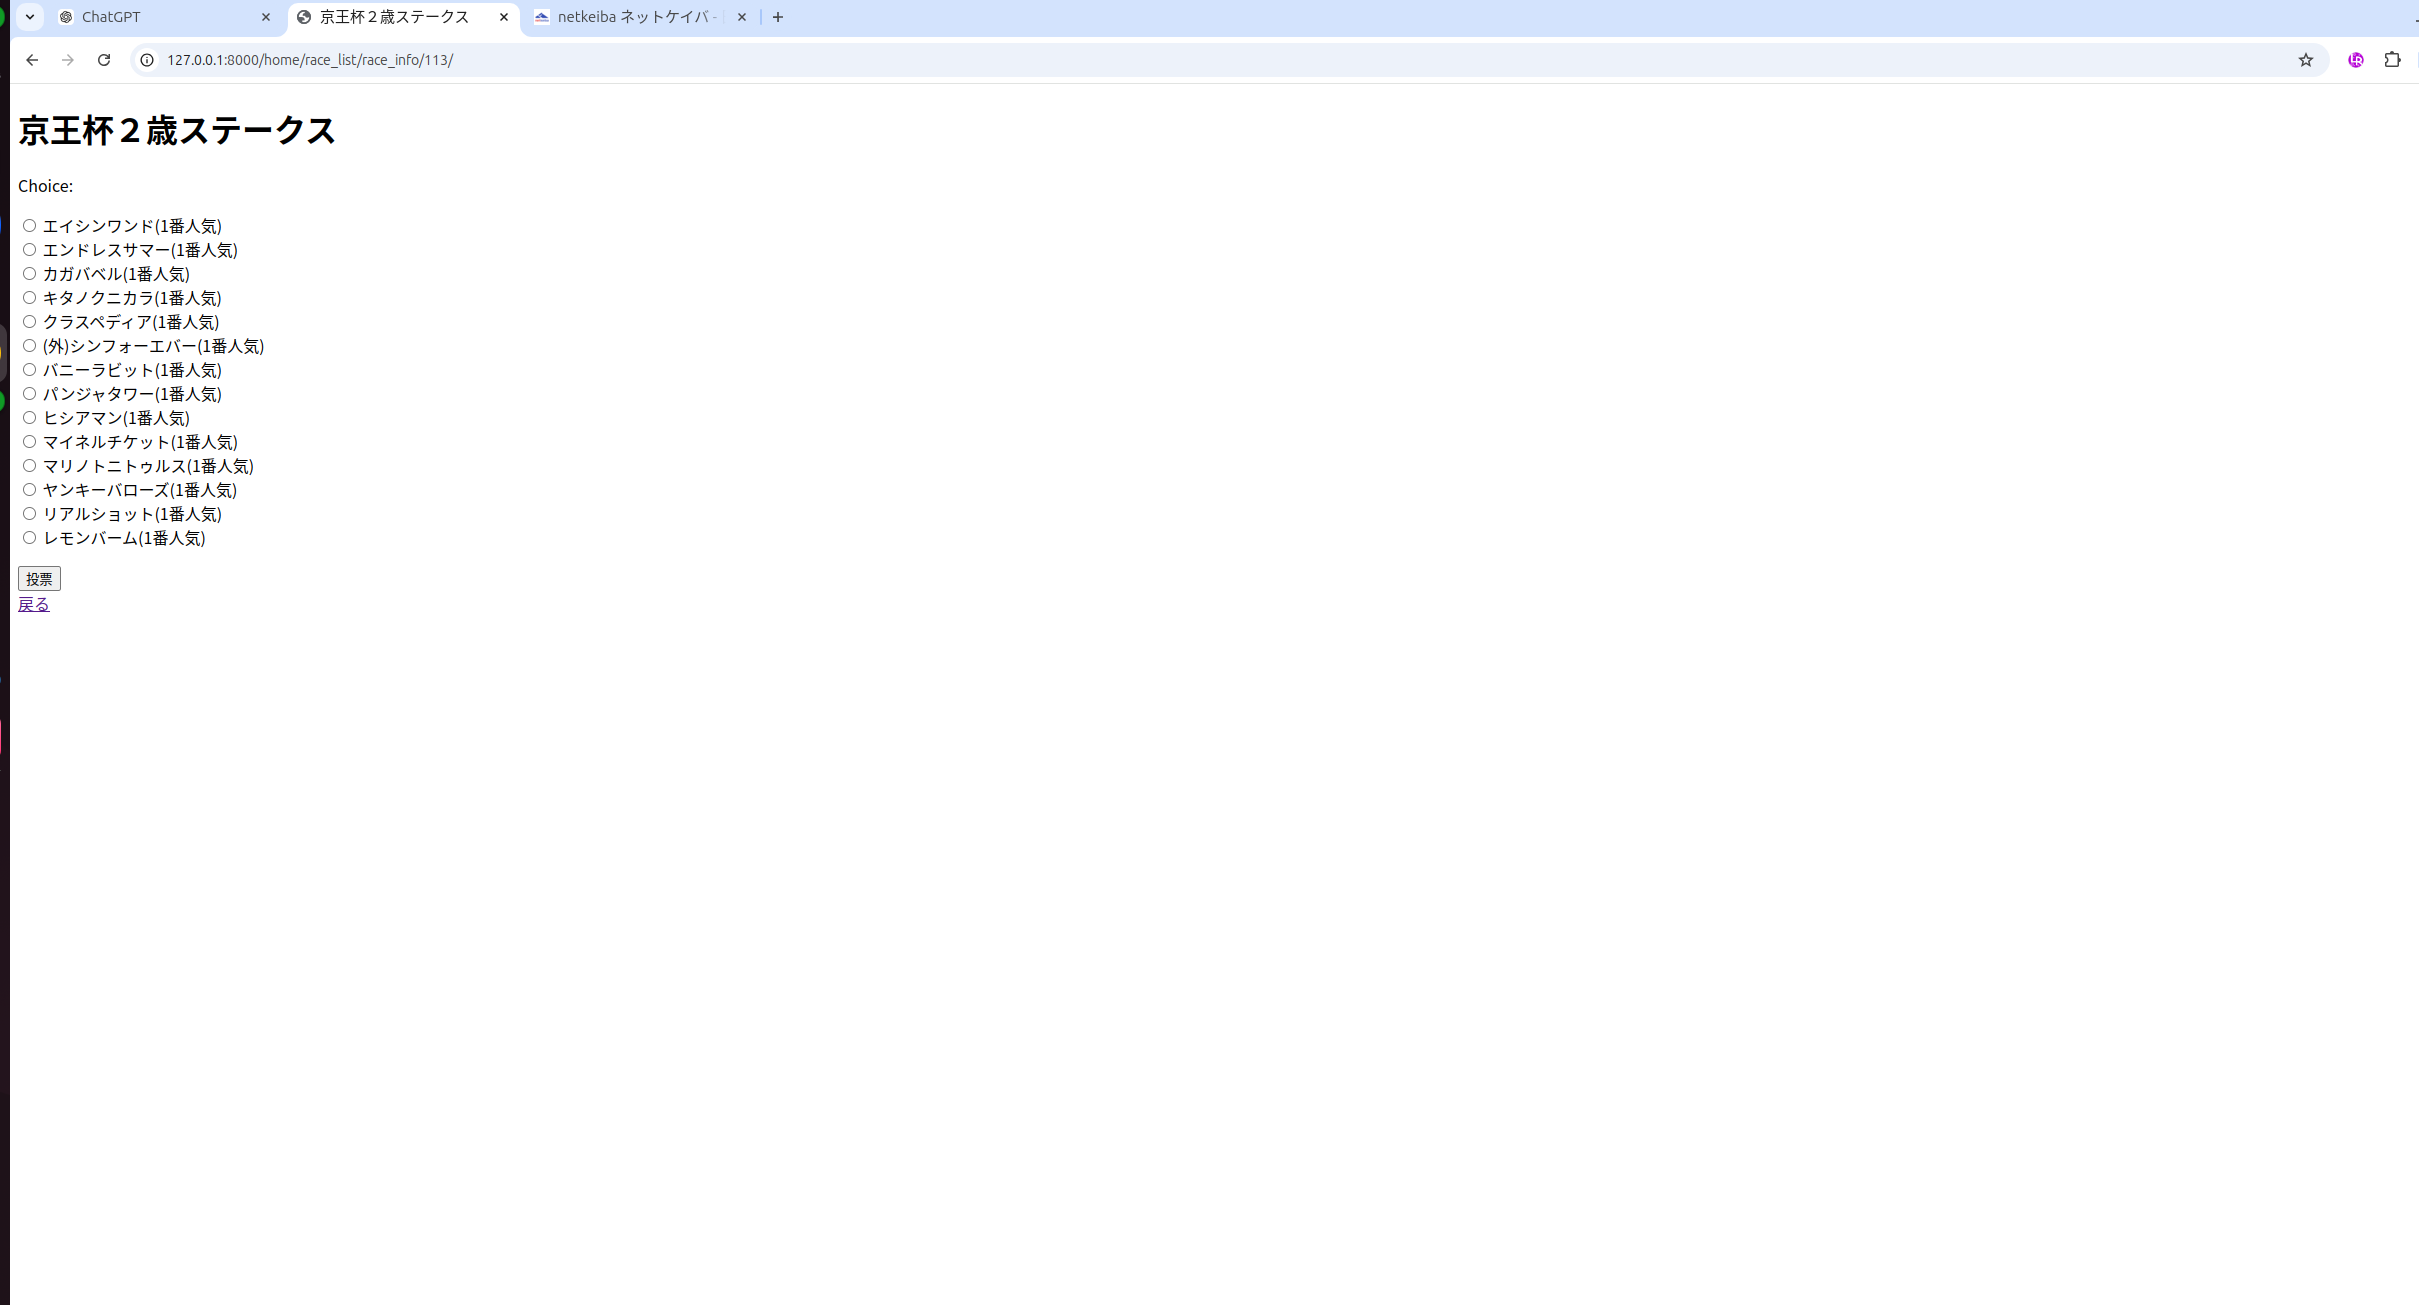 ChatGPT
京王杯２歳ステークス
netkeiba ネットケイバ -
127.0.0.1:8000/home/race_list/race_info/113/
京王杯２歳ステークス
Choice:
エイシンワンド(1番人気)
エンドレスサマー(1番人気)
カガバベル(1番人気)
キタノクニカラ(1番人気)
クラスペディア(1番人気)
(外)シンフォーエバー(1番人気)
バニーラビット(1番人気)
パンジャタワー(1番人気)
ヒシアマン(1番人気)
マイネルチケット(1番人気)
マリノトニトゥルス(1番人気)
ヤンキーバローズ(1番人気)
リアルショット(1番人気)
レモンバーム(1番人気)
投票
戻る